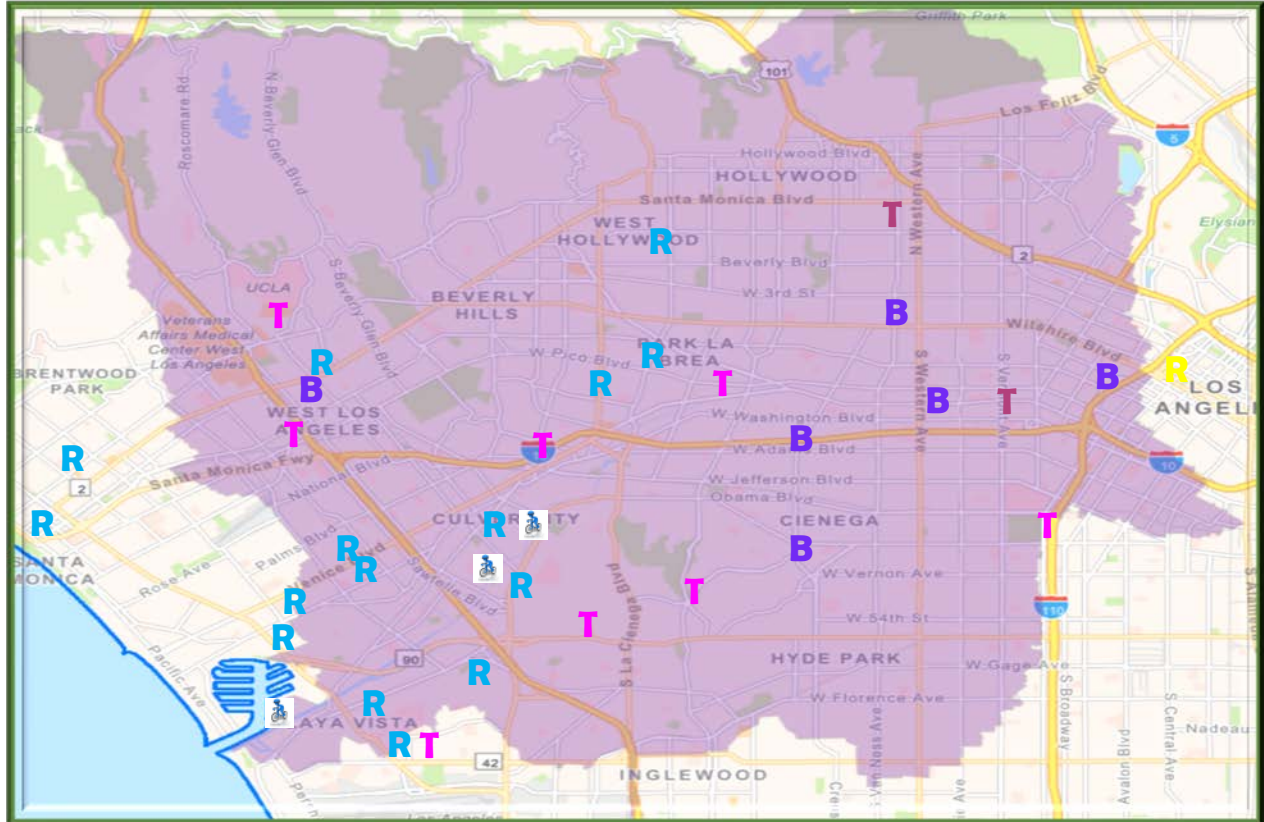 Griffith Park
101
Los Feliz Blvd
5
Roscomare Rd
N Beverly Glen Blvd
Hollywood Blvd
HOLLYWOOD
Santa Monica Blvd
T
N Western Ave
Elysian
WEST
HOLLYWOOD
R
2
S Beverly Glen Blvd
Beverly Blvd
UCLA
BEVERLY
HILLS
W 3rd St
T
B
Veterans
Affairs Medical
Center West
Los Angeles
Wilshire Blvd
R
W Pico Blvd
PARK LA
BREA
R
BRENTWOOD
PARK
B
R
T
S Western Ave
B
S Vermont Ave
T
B
R
LOS
WEST LOS
ANGELES
T
W Washington Blvd
B
T
W Adams Blvd
10
R
2
Santa Monica Fwy
National Blvd
W Jefferson Blvd
Obama Blvd
R
CULVER CITY
R
CIENEGA
T
Palms Blvd
R
B
SANTA
MONICA
Rose Ave
Venice Blvd
R
R
T
W Vernon Ave
R
Sawtelle Blvd
S La Cienega Blvd
T
W 54th St
110
R
90
R
HYDE PARK
W Gage Ave
Pacific Ave
R
W Florence Ave
S Broadway
S Central Ave
PLAYA VISTA
R
T
S Van Ness Ave
Nadeau
42
INGLEWOOD
Avalon Blvd